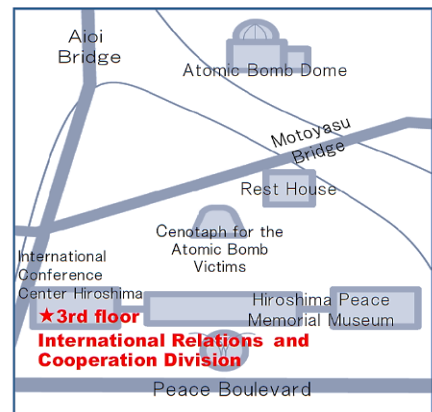 Aioi
Bridge
Atomic Bomb Dome
Motoyasu
Bridge
Rest House
Cenotaph for the
Atomic Bomb
Victims
International
Conference
Center Hiroshima
★3rd floor
International Relations and
Cooperation Division
Hiroshima Peace
Memorial Museum
Peace Boulevard